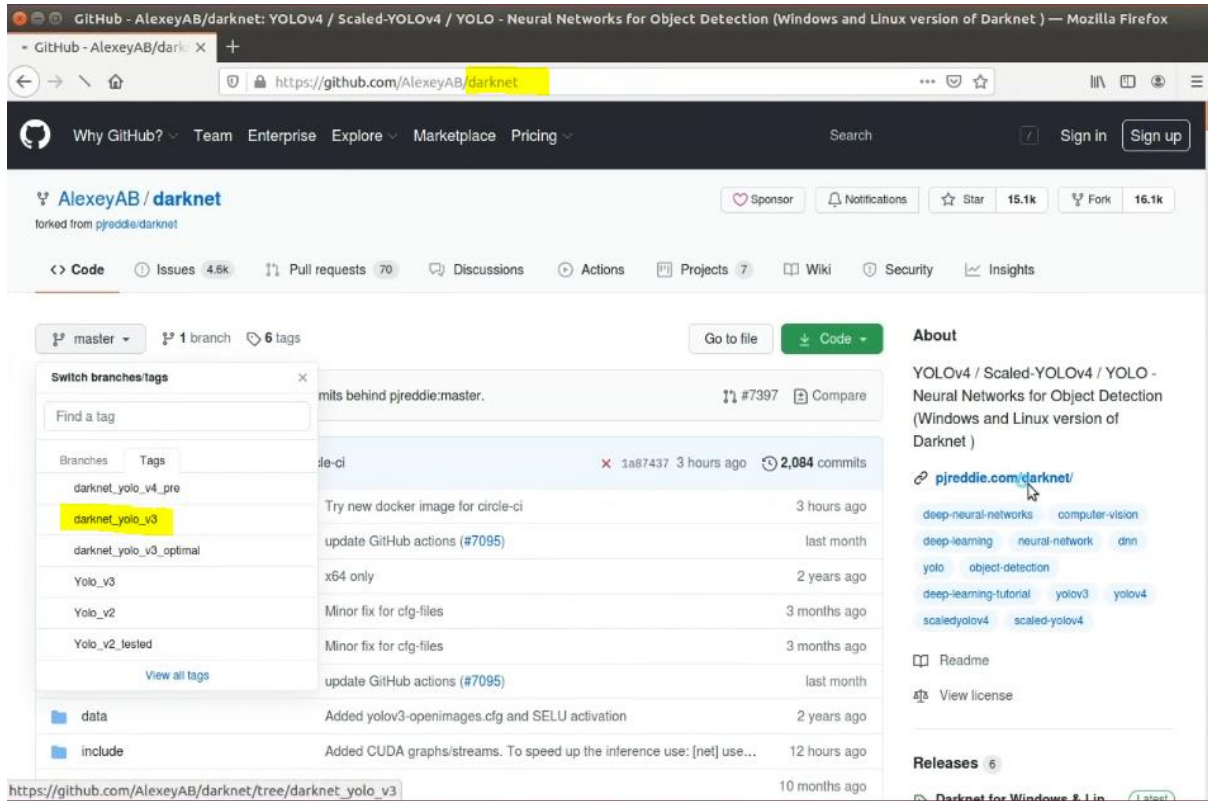 GitHub - AlexeyAB/darknet: YOLOv4 / Scaled-YOLOv4 / YOLO - Neural Networks for Object Detection (Windows and Linux version of Darknet ) — Mozilla Firefox
GitHub - AlexeyAB/dark × +
https://github.com/AlexeyAB/darknet
Why GitHub? Team Enterprise Explore Marketplace Pricing Search / Sign in Sign up
AlexeyAB / darknet
forked from pjreddie/darknet
Sponsor Notifications Star 15.1k Fork 16.1k
<> Code Issues 4.6k Pull requests 70 Discussions Actions Projects 7 Wiki Security Insights
master 1 branch 6 tags Go to file Code
Switch branches/tags ×
Find a tag
Branches Tags
darknet_yolo_v4_pre
darknet_yolo_v3
darknet_yolo_v3_optimal
Yolo_v3
Yolo_v2
Yolo_v2_tested
View all tags
mits behind pjreddie:master. #7397 Compare
cle-ci × 1a87437 3 hours ago 2,084 commits
Try new docker image for circle-ci 3 hours ago
update GitHub actions (#7095) last month
x64 only 2 years ago
Minor fix for cfg-files 3 months ago
Minor fix for cfg-files 3 months ago
update GitHub actions (#7095) last month
data Added yolov3-openimages.cfg and SELU activation 2 years ago
include Added CUDA graphs/streams. To speed up the inference use: [net] use... 12 hours ago
10 months ago
About
YOLOv4 / Scaled-YOLOv4 / YOLO -
Neural Networks for Object Detection
(Windows and Linux version of
Darknet )
pjreddie.com/darknet/
deep-neural-networks computer-vision
deep-learning neural-network dnn
yolo object-detection
deep-learning-tutorial yolov3 yolov4
scaledyolov4 scaled-yolov4
Readme
View license
Releases 6
Darknet for Windows & Lin... Latest
https://github.com/AlexeyAB/darknet/tree/darknet_yolo_v3